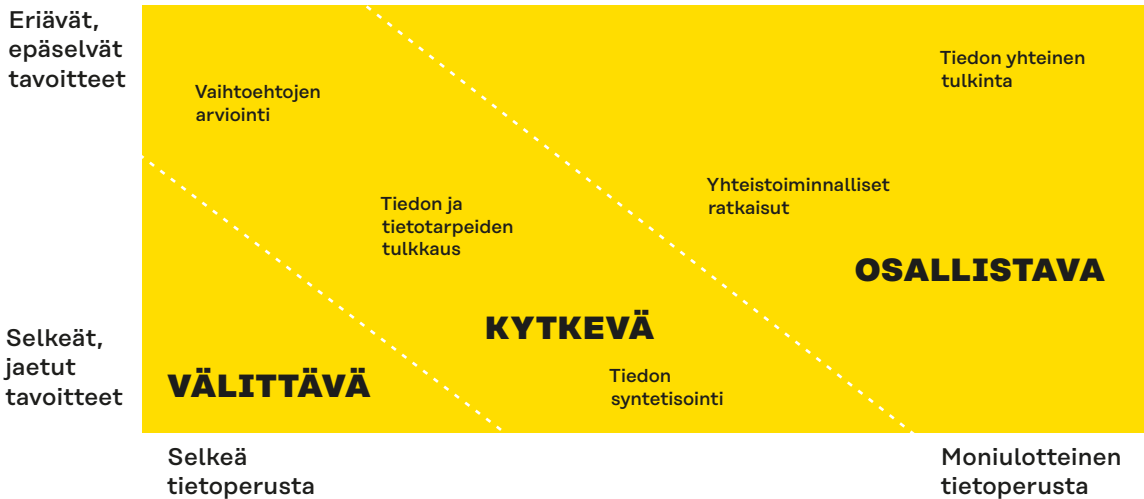 Eriävät,
epäselvät
tavoitteet
Vaihtoehtojen
arviointi
Tiedon yhteinen
tulkinta
Tiedon ja
tietotarpeiden
tulkkaus
Yhteistoiminnalliset
ratkaisut
OSALLISTAVA
KYTKEVÄ
Selkeät,
jaetut
tavoitteet
VÄLITTÄVÄ
Tiedon
syntetisointi
Selkeä
tietoperusta
Moniulotteinen
tietoperusta